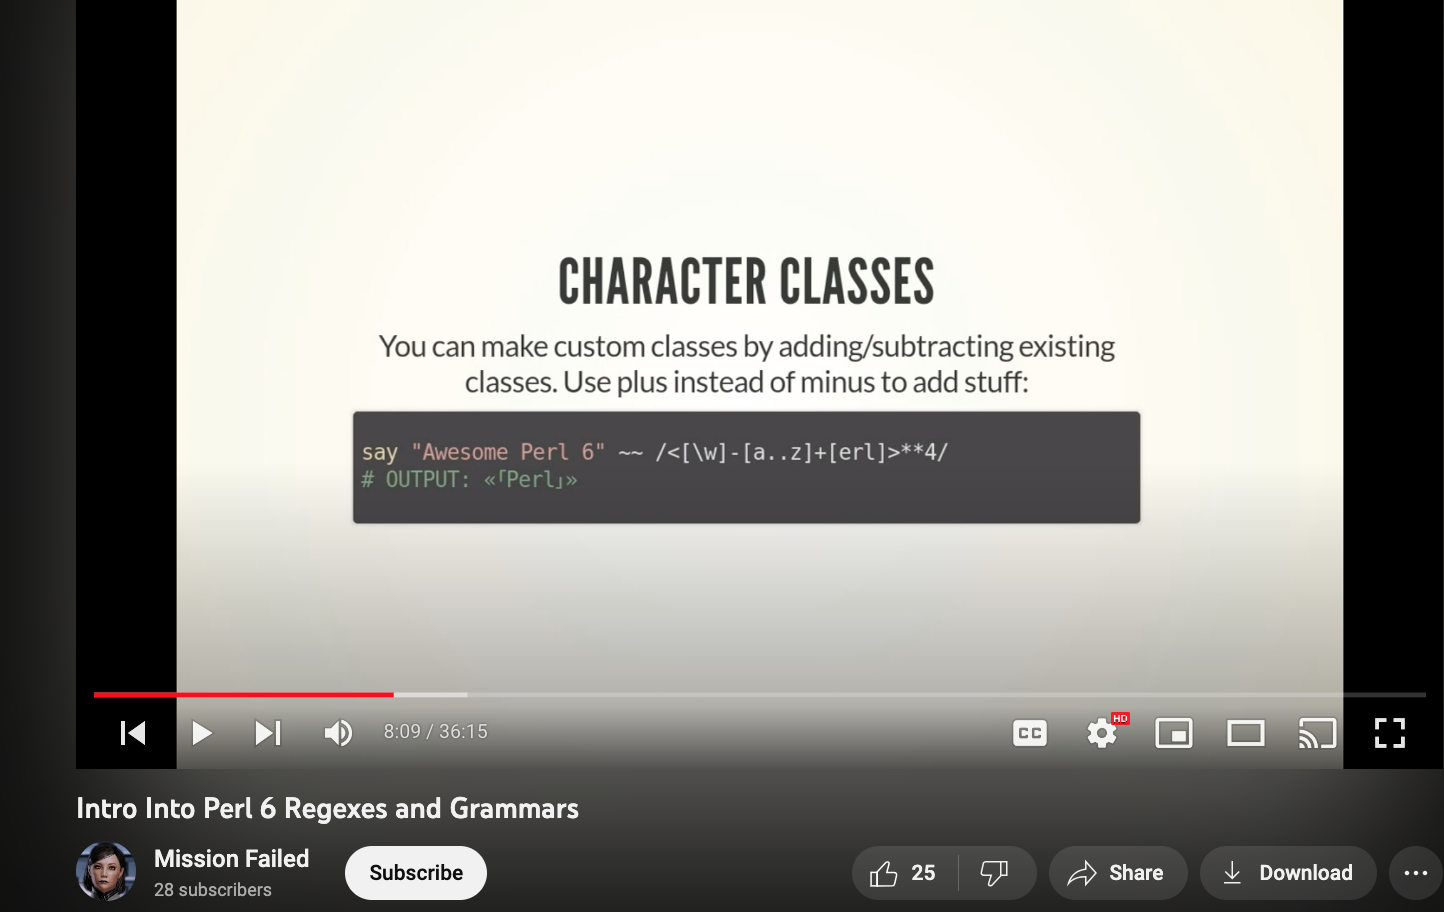 CHARACTER CLASSES
You can make custom classes by adding/subtracting existing
classes. Use plus instead of minus to add stuff:
say "Awesome Perl 6" ~~ /<[\w]-[a..z]+[erl]>**4/
# OUTPUT: «｢Perl｣»
8:09 / 36:15
CC
HD
Intro Into Perl 6 Regexes and Grammars
Mission Failed
28 subscribers
Subscribe
25
Share
Download